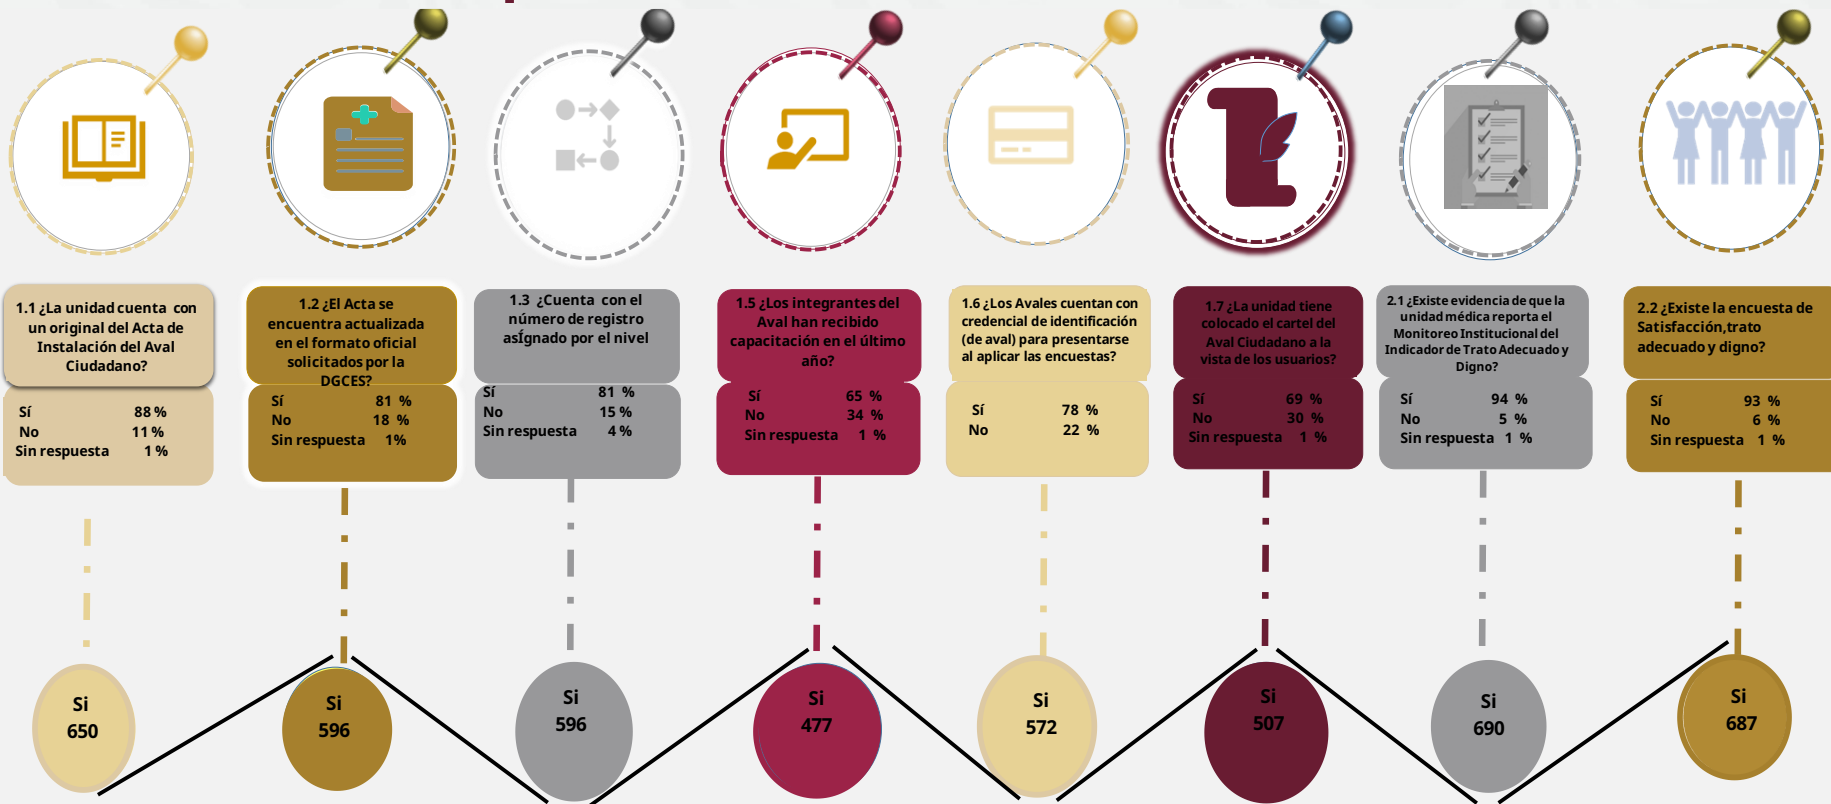 1.1 ¿La unidad cuenta con
un original del Acta de
Instalación del Aval
Ciudadano?
Sí 88 %
No 11 %
Sin respuesta 1 %
Si
650
1.2 ¿El Acta se
encuentra actualizada
en el formato oficial
solicitados por la
DGCES?
Sí 81 %
No 18 %
Sin respuesta 1%
Si
596
1.3 ¿Cuenta con el
número de registro
asÍgnado por el nivel
Sí 81 %
No 15 %
Sin respuesta 4 %
Si
596
1.5 ¿Los integrantes del
Aval han recibido
capacitación en el último
año?
Sí 65 %
No 34 %
Sin respuesta 1 %
Si
477
1.6 ¿Los Avales cuentan con
credencial de identificación
(de aval) para presentarse
al aplicar las encuestas?
Sí 78 %
No 22 %
Si
572
1.7 ¿La unidad tiene
colocado el cartel del
Aval Ciudadano a la
vista de los usuarios?
Sí 69 %
No 30 %
Sin respuesta 1 %
Si
507
2.1 ¿Existe evidencia de que la
unidad médica reporta el
Monitoreo Institucional del
Indicador de Trato Adecuado y
Digno?
Sí 94 %
No 5 %
Sin respuesta 1 %
Si
690
2.2 ¿Existe la encuesta de
Satisfacción,trato
adecuado y digno?
Sí 93 %
No 6 %
Sin respuesta 1 %
Si
687